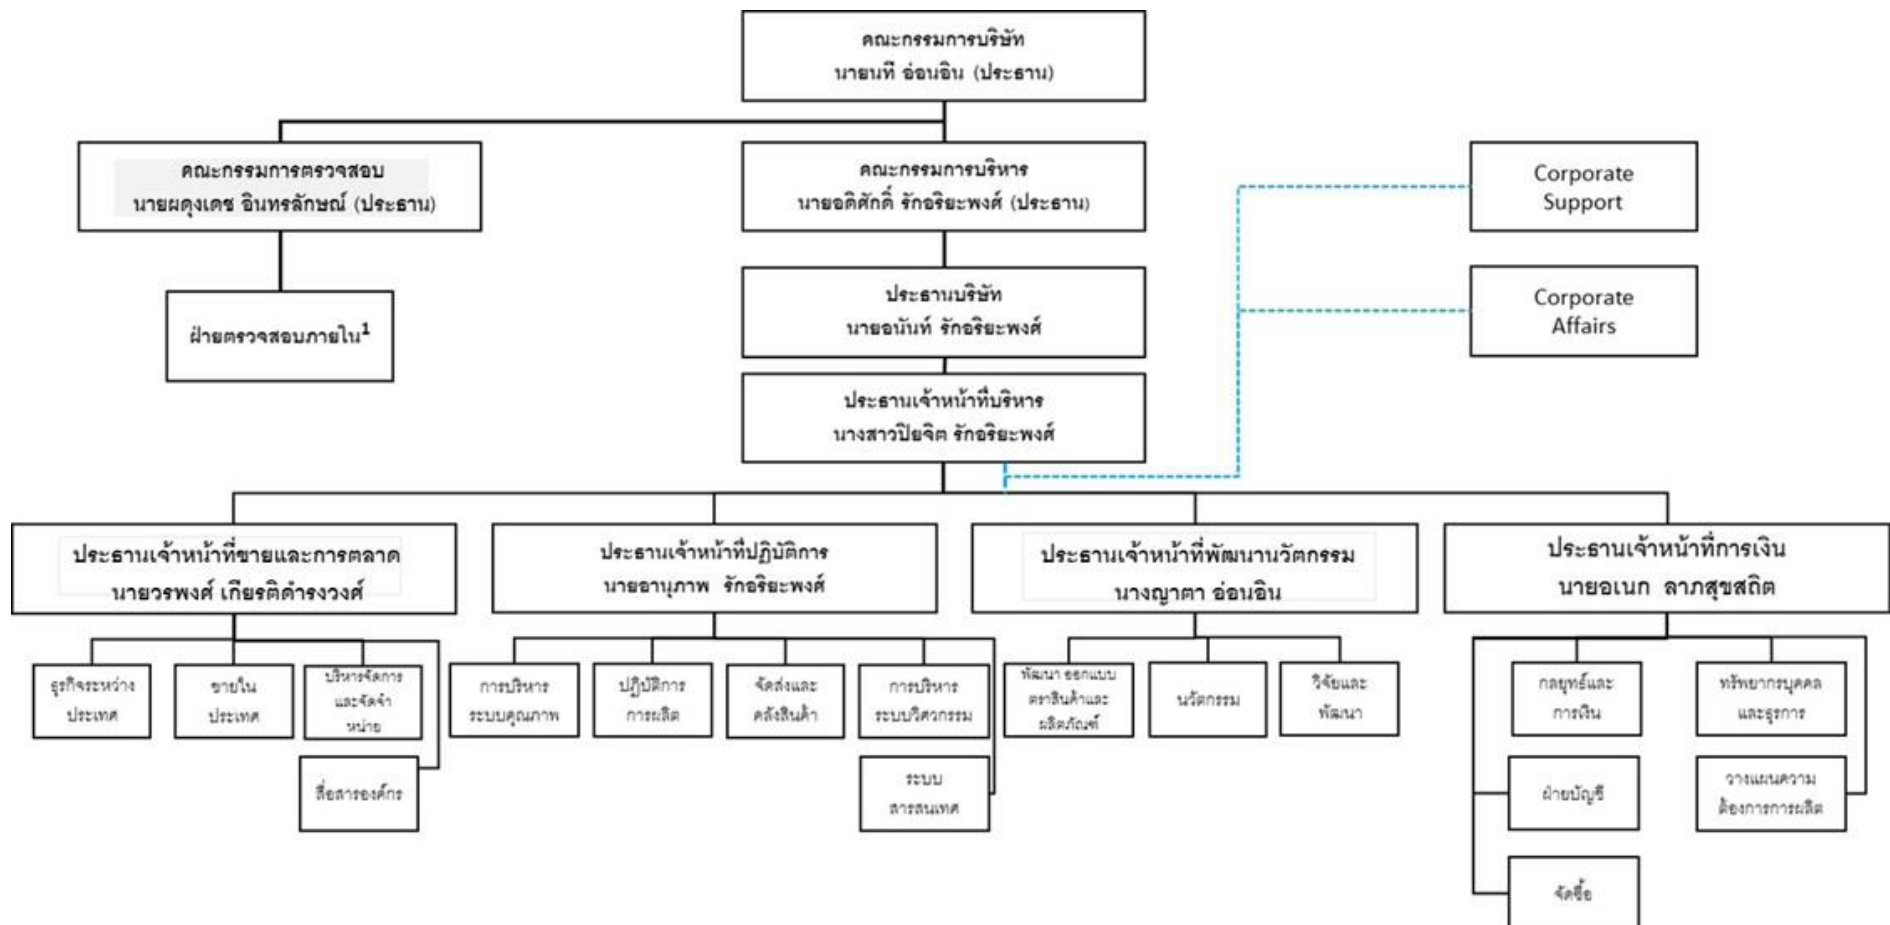 คณะกรรมการบริษัท
นายนที อ่อนอิน (ประธาน)
คณะกรรมการตรวจสอบ
นายผดุงเดช อินทรลักษณ์ (ประธาน)
คณะกรรมการบริหาร
นายอดิศักดิ์ รักอริยะพงศ์ (ประธาน)
Corporate
Support
ฝ่ายตรวจสอบภายใน1
ประธานบริษัท
นายอนันท์ รักอริยะพงศ์
Corporate
Affairs
ประธานเจ้าหน้าที่บริหาร
นางสาวปิยจิต รักอริยะพงศ์
ประธานเจ้าหน้าที่ขายและการตลาด
นายวรพงศ์ เกียรติดำรงวงศ์
ประธานเจ้าหน้าที่ปฏิบัติการ
นายอานุภาพ รักอริยะพงศ์
ประธานเจ้าหน้าที่พัฒนานวัตกรรม
นางญาตา อ่อนอิน
ประธานเจ้าหน้าที่การเงิน
นายอเนก ลาภสุขสถิต
ธุรกิจระหว่าง
ประเทศ
ขายใน
ประเทศ
บริหารจัดการ
และจัดจำ
หน่าย
สื่อสารองค์กร
การบริหาร
ระบบคุณภาพ
ปฏิบัติการ
การผลิต
จัดส่งและ
คลังสินค้า
การบริหาร
ระบบวิศวกรรม
ระบบ
สารสนเทศ
พัฒนา ออกแบบ
ตราสินค้าและ
ผลิตภัณฑ์
นวัตกรรม
วิจัยและ
พัฒนา
กลยุทธ์และ
การเงิน
ทรัพยากรบุคคล
และธุรการ
ฝ่ายบัญชี
วางแผนความ
ต้องการการผลิต
จัดซื้อ